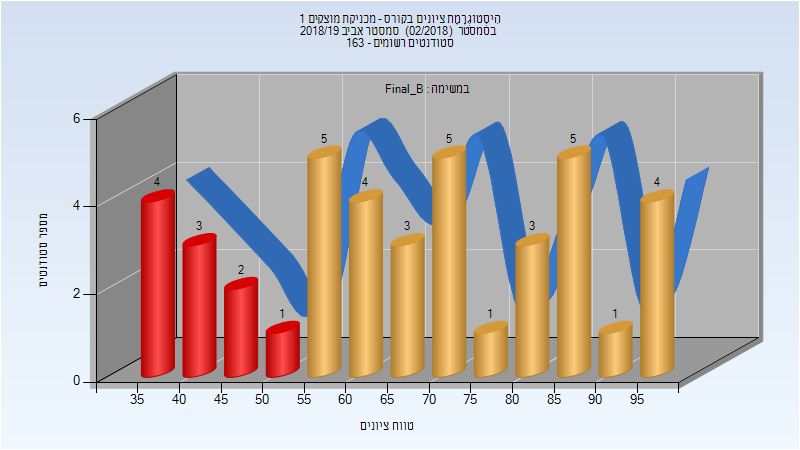 היסטוגרמת ציונים בקורס - מכניקת מוצקים 1
בסמסטר (02/2018) סמסטר אביב 2018/19
סטודנטים רשומים - 163
במשימה : Final_B
מספר סטודנטים
6
4
2
0
4
3
2
1
5
4
3
5
1
3
5
1
4
35 40 45 50 55 60 65 70 75 80 85 90 95
טווח ציונים